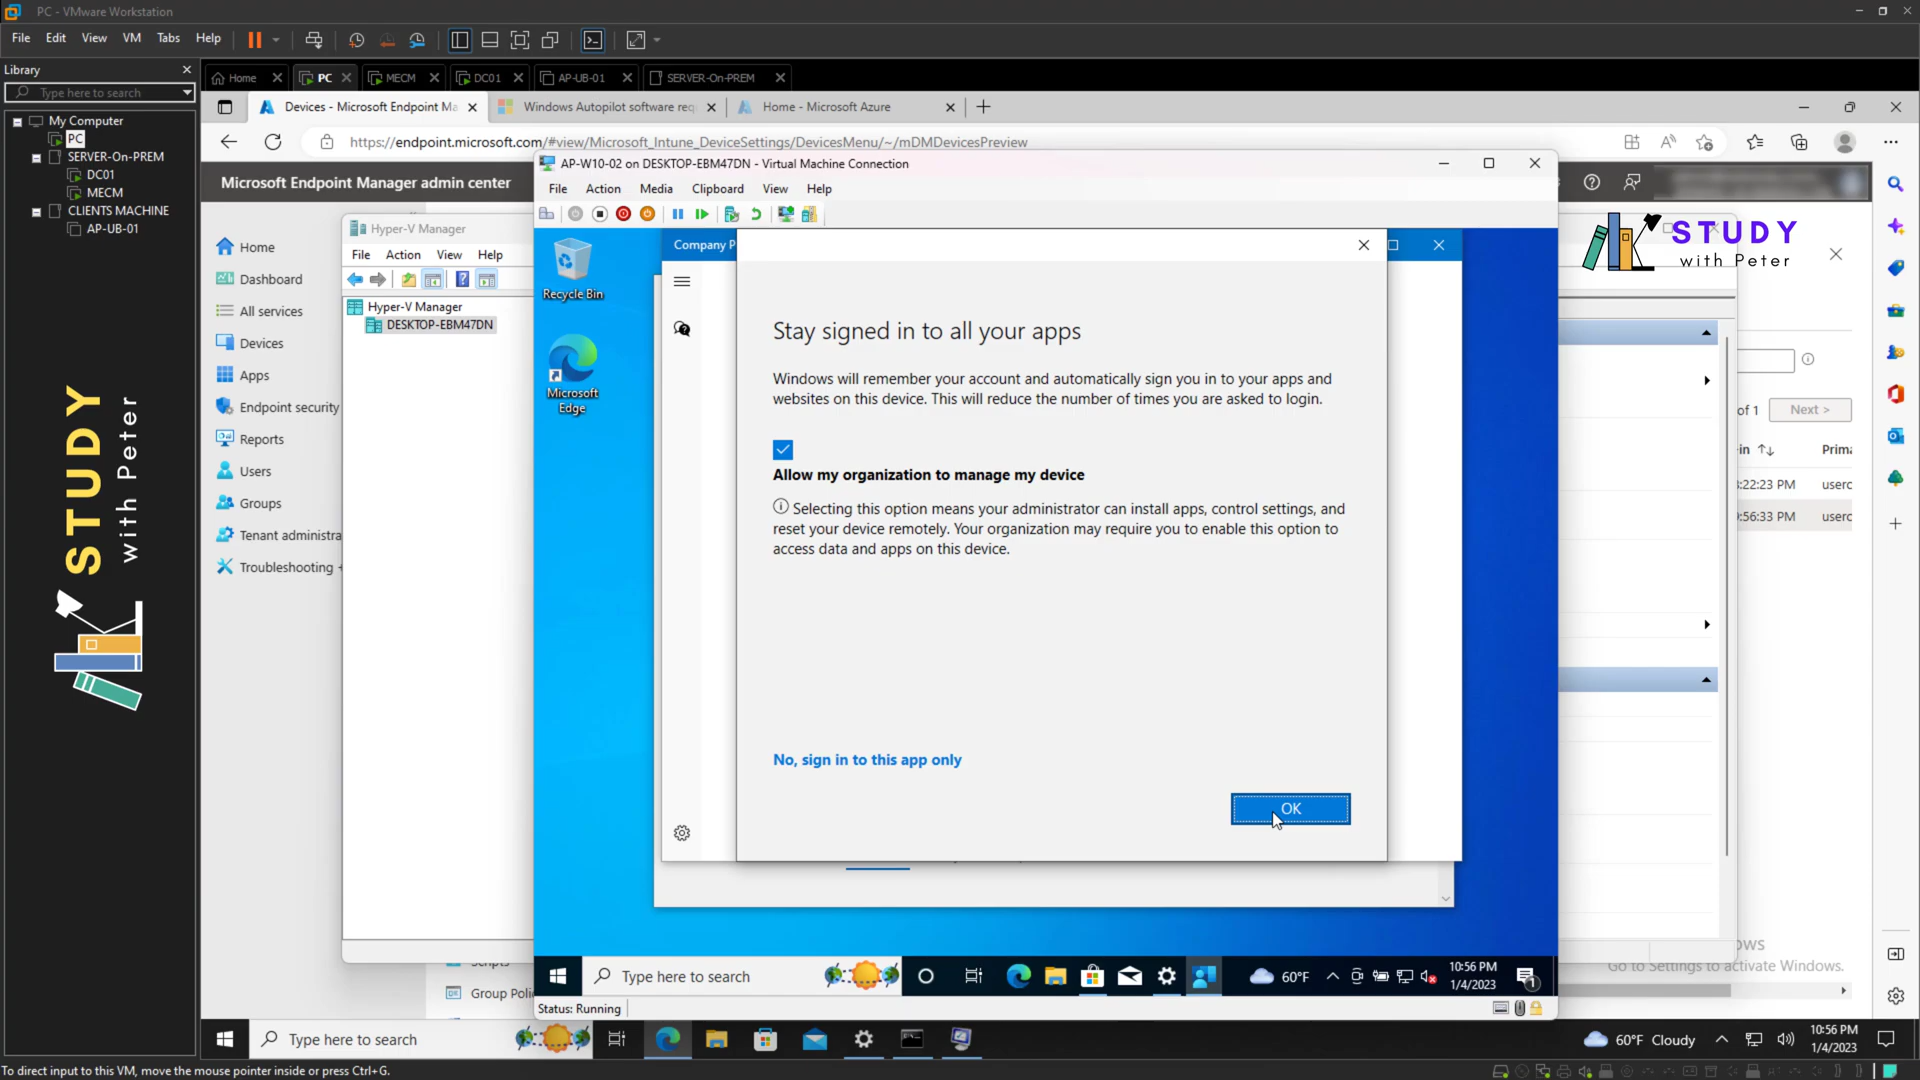 PC - VMware Workstation
File Edit View VM Tabs Help
Library
Type here to search
My Computer
PC
SERVER-On-PREM
DC01
MECM
CLIENTS MACHINE
AP-UB-01
Home PC MECM DC01 AP-UB-01 SERVER-On-PREM
Devices - Microsoft Endpoint Ma Windows Autopilot software req Home - Microsoft Azure
https://endpoint.microsoft.com/#view/Microsoft_Intune_DeviceSettings/DevicesMenu/~/mDMDevicesPreview
Microsoft Endpoint Manager admin center
Home
Dashboard
All services
Devices
Apps
Endpoint security
Reports
Users
Groups
Tenant administra
Troubleshooting +
Hyper-V Manager
File Action View Help
Hyper-V Manager
DESKTOP-EBM47DN
Group Poli
AP-W10-02 on DESKTOP-EBM47DN - Virtual Machine Connection
File Action Media Clipboard View Help
Recycle Bin
Microsoft
Edge
Company P
Stay signed in to all your apps
Windows will remember your account and automatically sign you in to your apps and
websites on this device. This will reduce the number of times you are asked to login.
Allow my organization to manage my device
Selecting this option means your administrator can install apps, control settings, and
reset your device remotely. Your organization may require you to enable this option to
access data and apps on this device.
No, sign in to this app only
OK
Type here to search
60°F
10:56 PM
1/4/2023
1
Status: Running
STUDY
with Peter
STUDY
with Peter
of 1 Next >
-in Prima
:22:23 PM userc
:56:33 PM userc
ows
Go to Settings to activate Windows.
Type here to search
60°F Cloudy
10:56 PM
1/4/2023
To direct input to this VM, move the mouse pointer inside or press Ctrl+G.